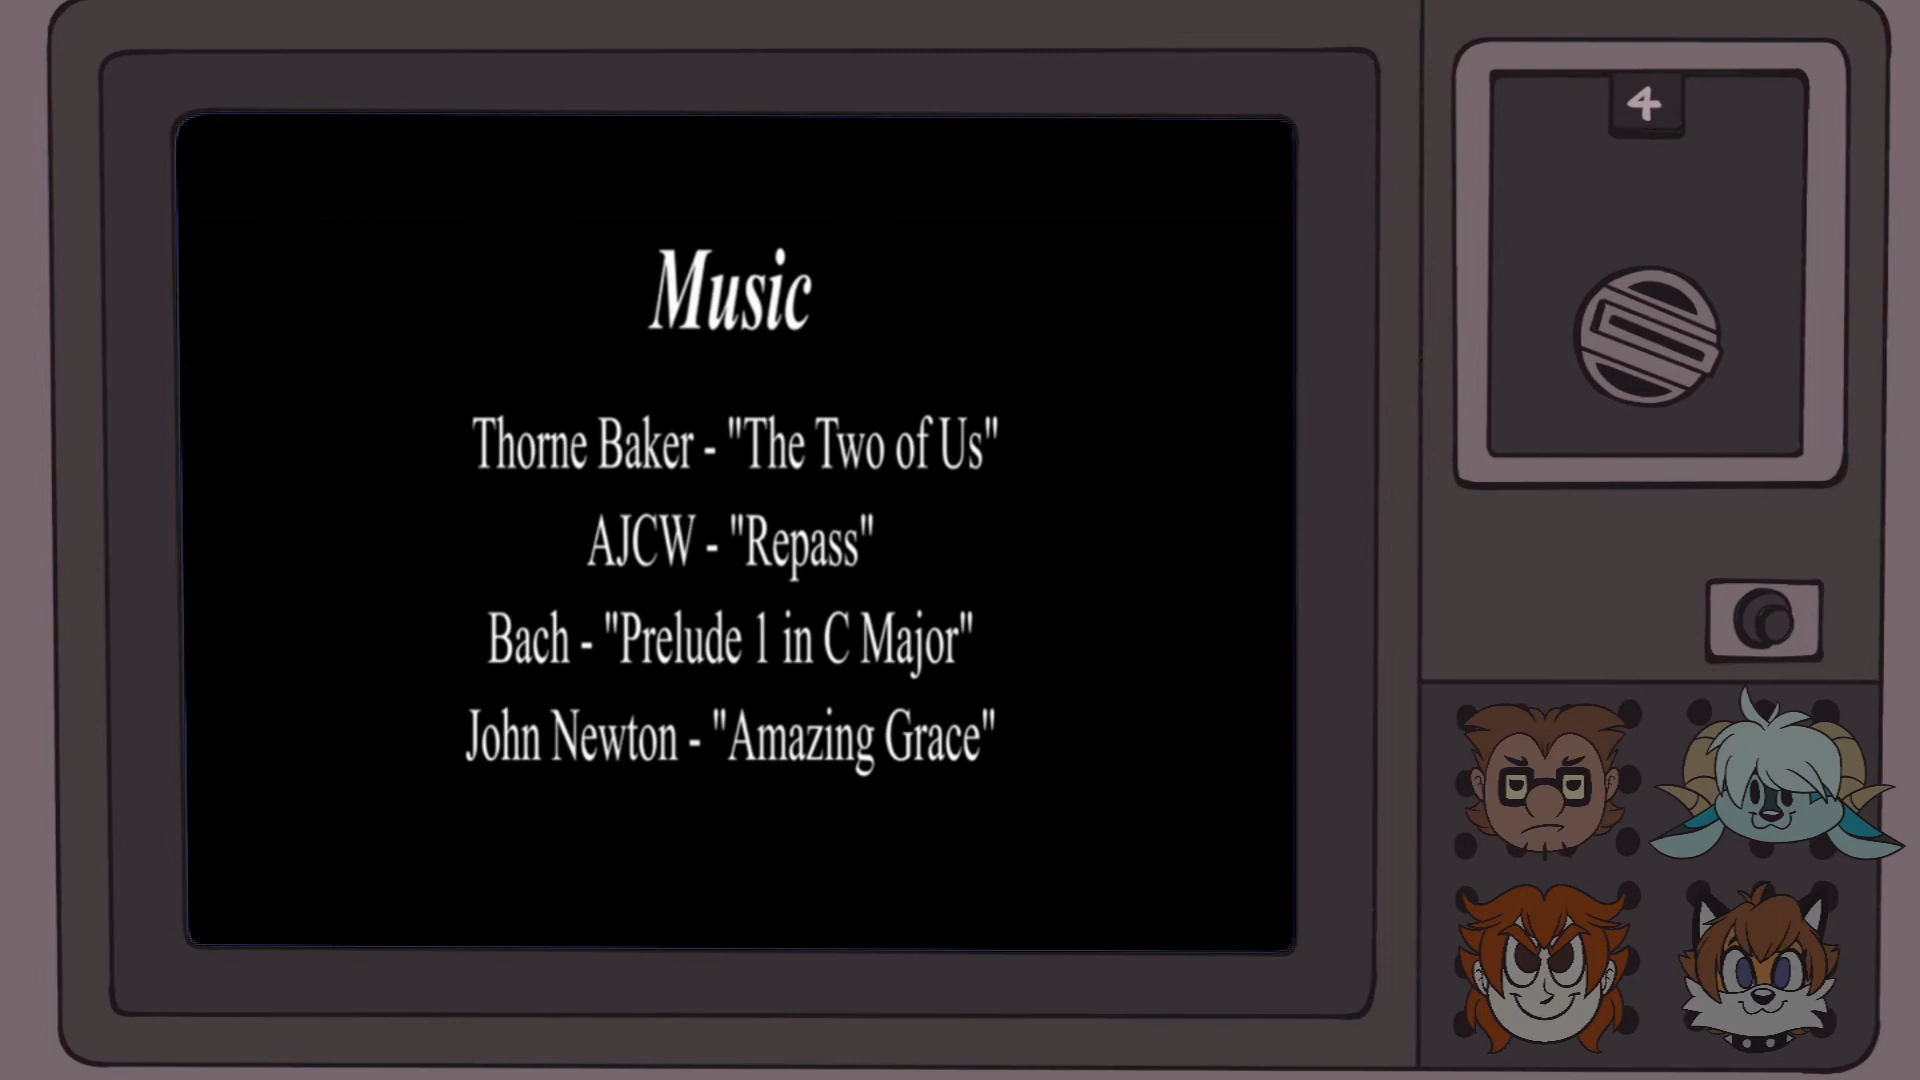 4
Music
Thorne Baker - "The Two of Us"
AJCW - "Repass"
Bach - "Prelude 1 in C Major"
John Newton - "Amazing Grace"